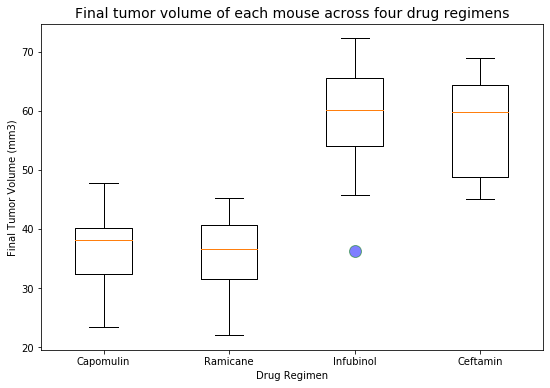 Final tumor volume of each mouse across four drug regimens
Final Tumor Volume (mm3)
70
60
50
40
30
20
Capomulin Ramicane Infubinol Ceftamin
Drug Regimen